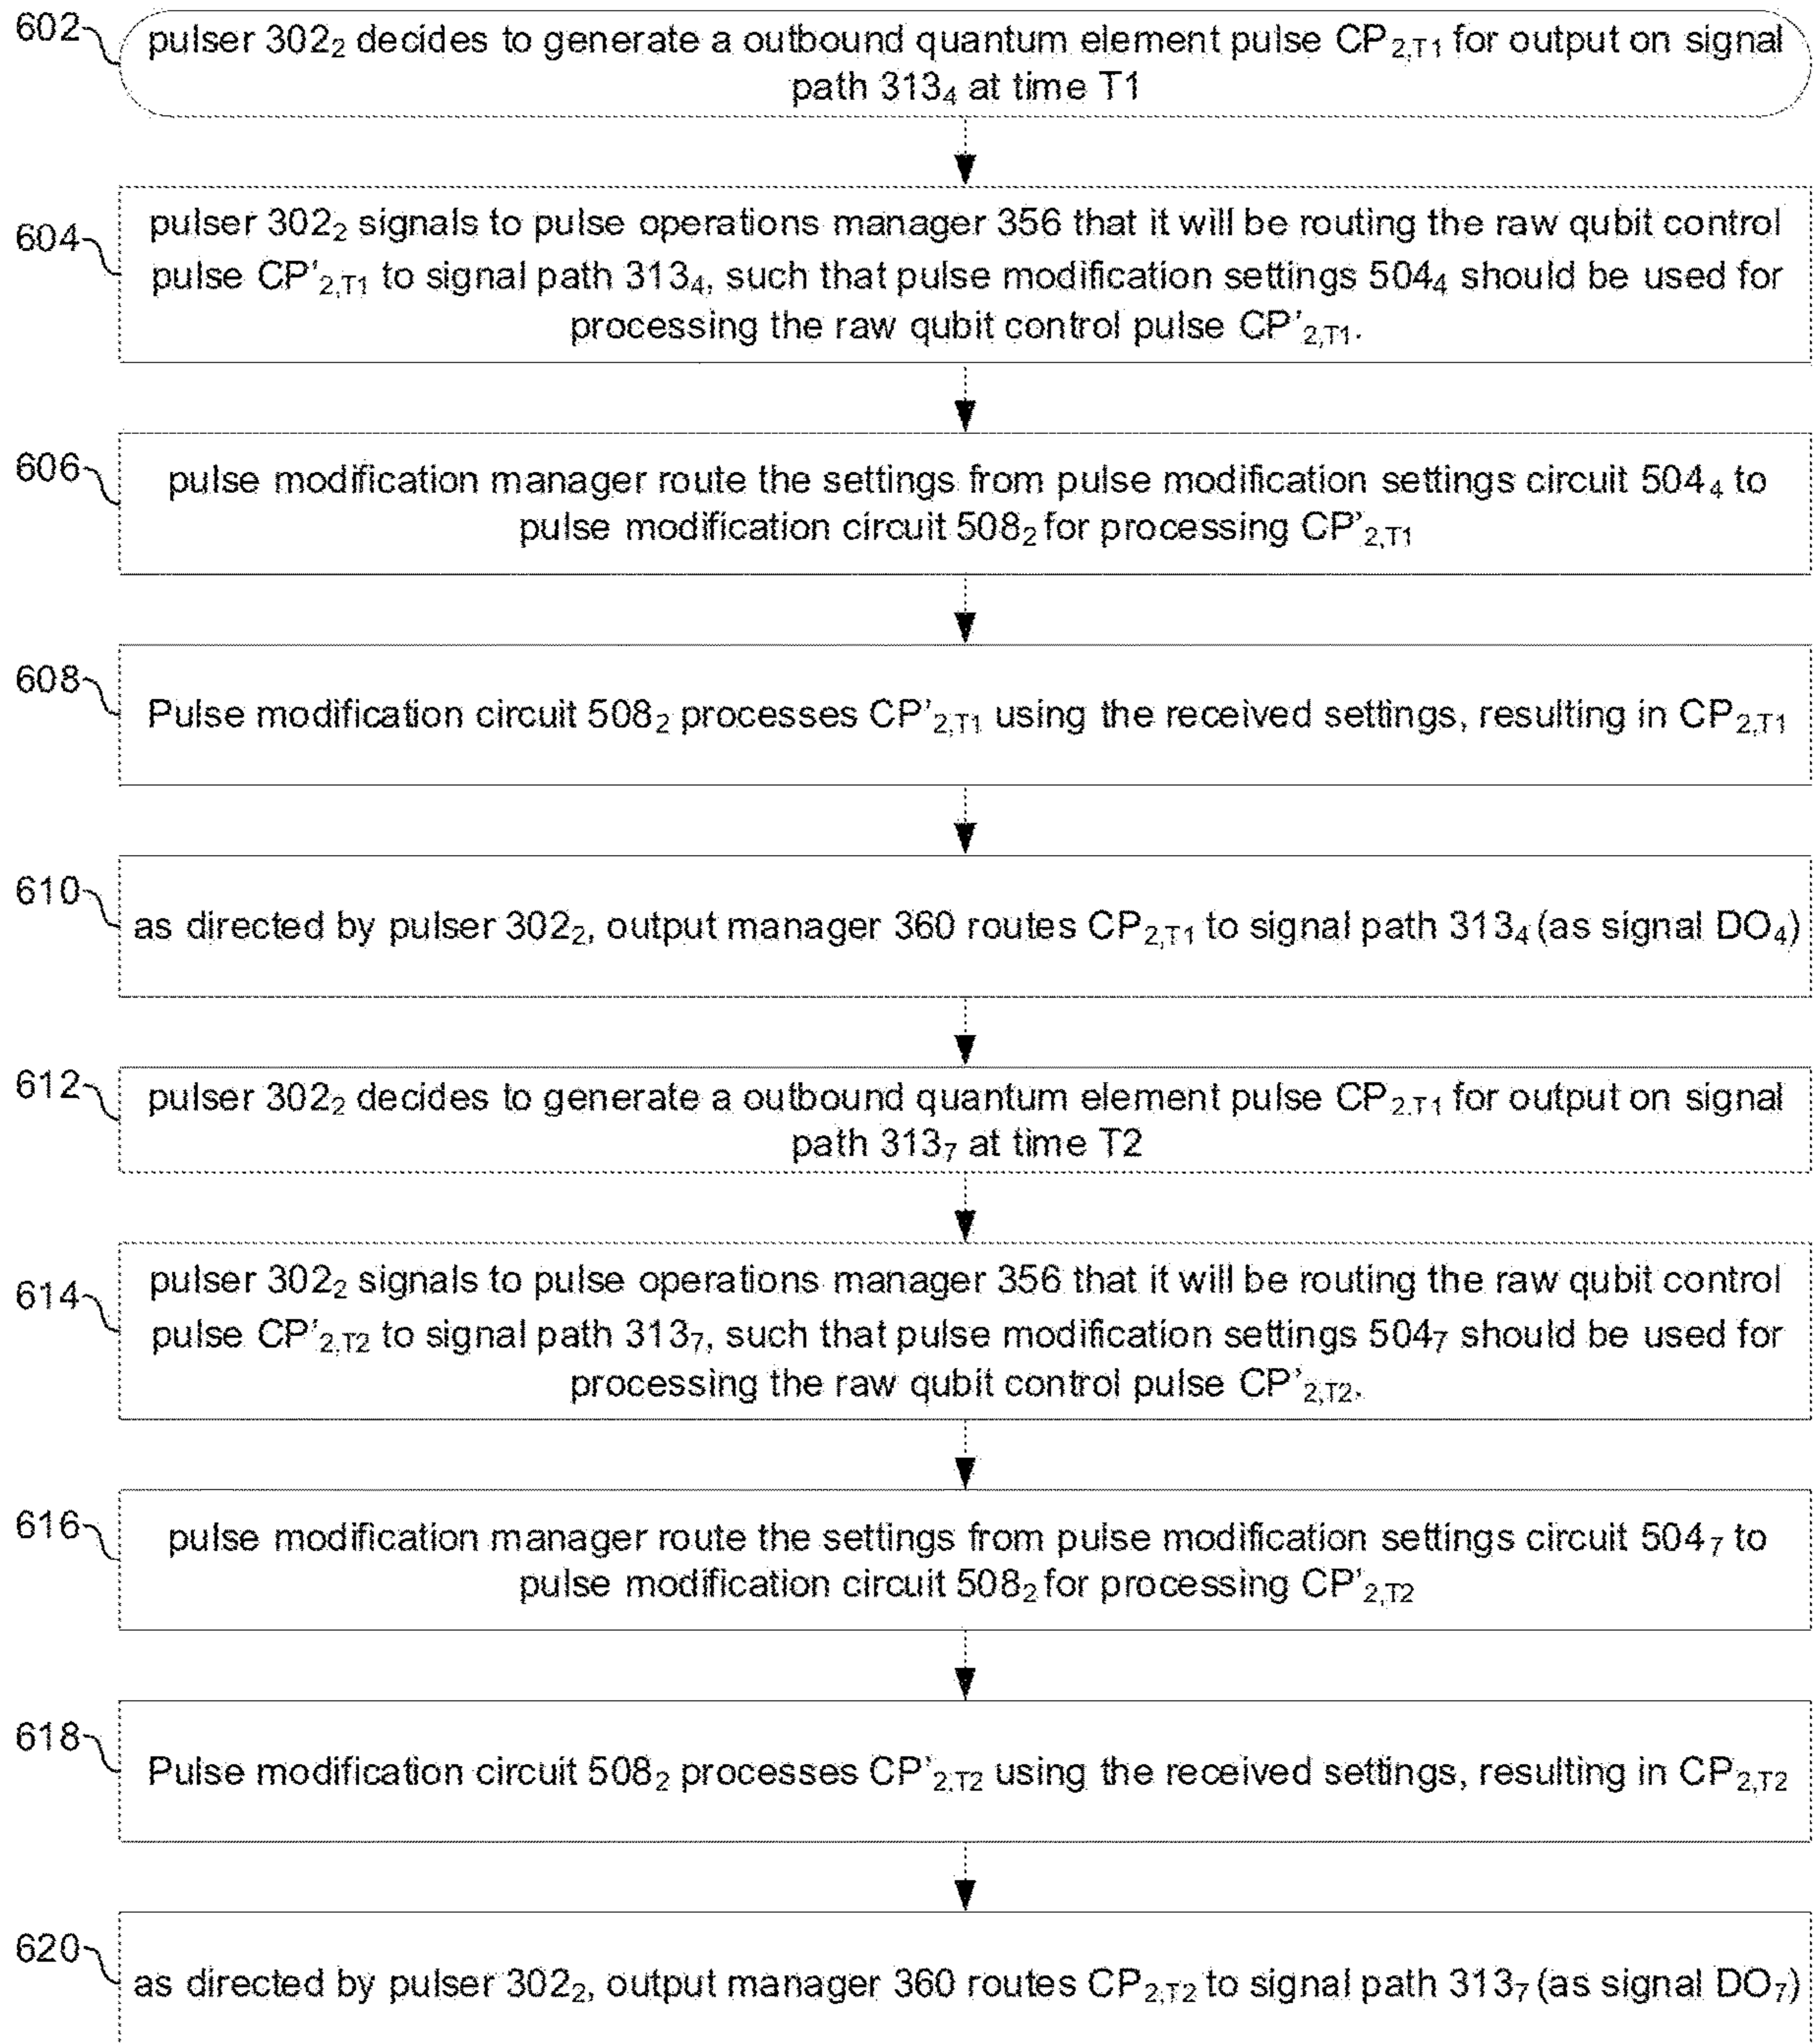 602
pulser 302₂ decides to generate a outbound quantum element pulse CP₂,T1 for output on signal
path 313₄ at time T1
604
pulser 302₂ signals to pulse operations manager 356 that it will be routing the raw qubit control
pulse CP'₂,T1 to signal path 313₄, such that pulse modification settings 504₄ should be used for
processing the raw qubit control pulse CP'₂,T1.
606
pulse modification manager route the settings from pulse modification settings circuit 504₄ to
pulse modification circuit 508₂ for processing CP'₂,T1
608
Pulse modification circuit 508₂ processes CP'₂,T1 using the received settings, resulting in CP₂,T1
610
as directed by pulser 302₂, output manager 360 routes CP₂,T1 to signal path 313₄ (as signal DO₄)
612
pulser 302₂ decides to generate a outbound quantum element pulse CP₂,T1 for output on signal
path 313₇ at time T2
614
pulser 302₂ signals to pulse operations manager 356 that it will be routing the raw qubit control
pulse CP'₂,T2 to signal path 313₇, such that pulse modification settings 504₇ should be used for
processing the raw qubit control pulse CP'₂,T2.
616
pulse modification manager route the settings from pulse modification settings circuit 504₇ to
pulse modification circuit 508₂ for processing CP'₂,T2
618
Pulse modification circuit 508₂ processes CP'₂,T2 using the received settings, resulting in CP₂,T2
620
as directed by pulser 302₂, output manager 360 routes CP₂,T2 to signal path 313₇ (as signal DO₇)